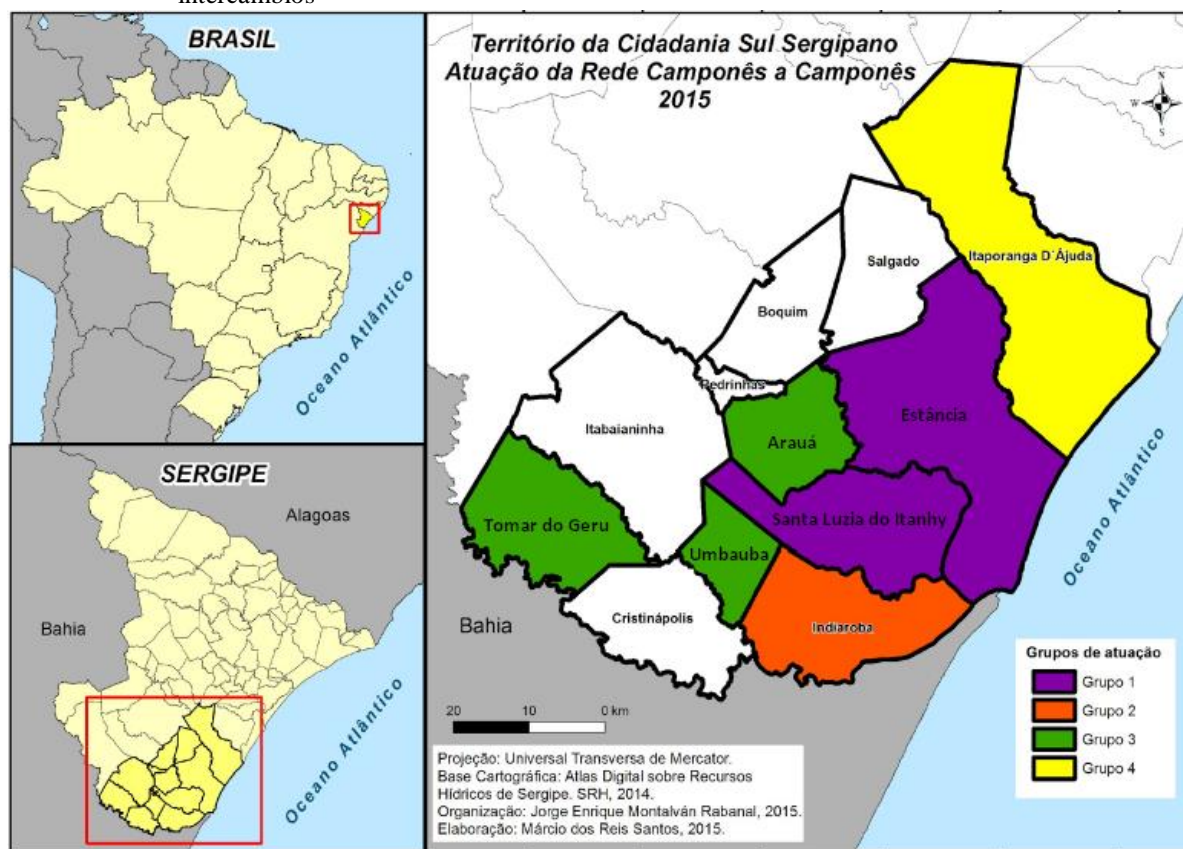 intercâmbios
BRASIL
Oceano Atlântico
SERGIPE
Alagoas
Bahia
Oceano Atlântico
Território da Cidadania Sul Sergipano
Atuação da Rede Camponês a Camponês
2015
N
W
E
S
Itaporanga D´Ájuda
Salgado
Boquim
Pedrinhas
Estância
Itabaianinha
Arauá
Santa Luzia do Itanhy
Tomar do Geru
Umbauba
Cristinápolis
Indiaroba
Bahia
Oceano Atlântico
20 10 0 km
Grupos de atuação
Grupo 1
Grupo 2
Grupo 3
Grupo 4
Projeção: Universal Transversa de Mercator.
Base Cartográfica: Atlas Digital sobre Recursos
Hídricos de Sergipe. SRH, 2014.
Organização: Jorge Enrique Montalván Rabanal, 2015.
Elaboração: Márcio dos Reis Santos, 2015.